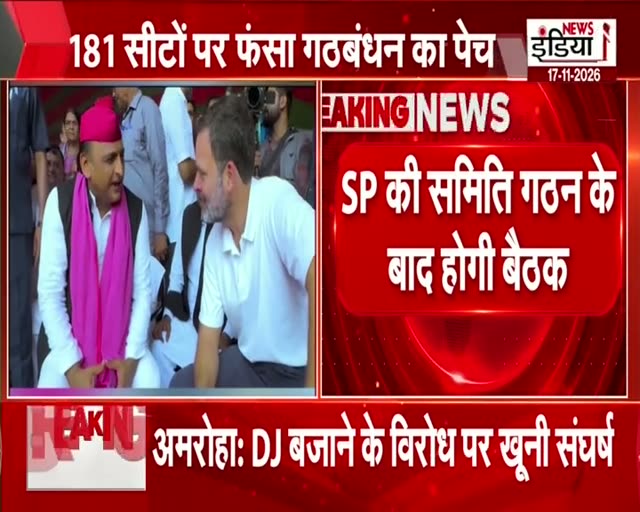 181 सीटों पर फंसा गठबंधन का पेच
NEWS
इंडिया
17-11-2026
EAKING NEWS
SP की समिति गठन के
बाद होगी बैठक
EAKING
अमरोहा: DJ बजाने के विरोध पर खूनी संघर्ष